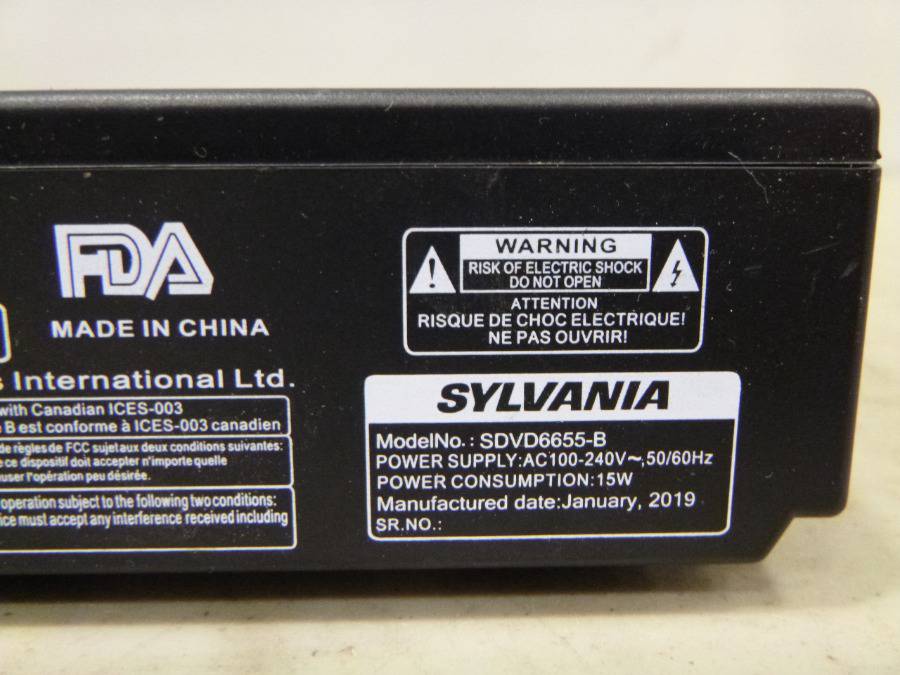 FDA
MADE IN CHINA
International Ltd.
with Canadian ICES-003
B est conforme à ICES-003 canadien
de règles de FCC sujet aux deux conditions suivantes:
ce dispositif doit accepter n'importe quelle
l'opération peu désirée.
operation subject to the following two conditions:
must accept any interference received including
WARNING
RISK OF ELECTRIC SHOCK
DO NOT OPEN
ATTENTION
RISQUE DE CHOC ELECTRIQUE!
NE PAS OUVRIR!
SYLVANIA
ModelNo.: SDVD6655-B
POWER SUPPLY:AC100-240V~,50/60Hz
POWER CONSUMPTION:15W
Manufactured date:January, 2019
SR.NO.: